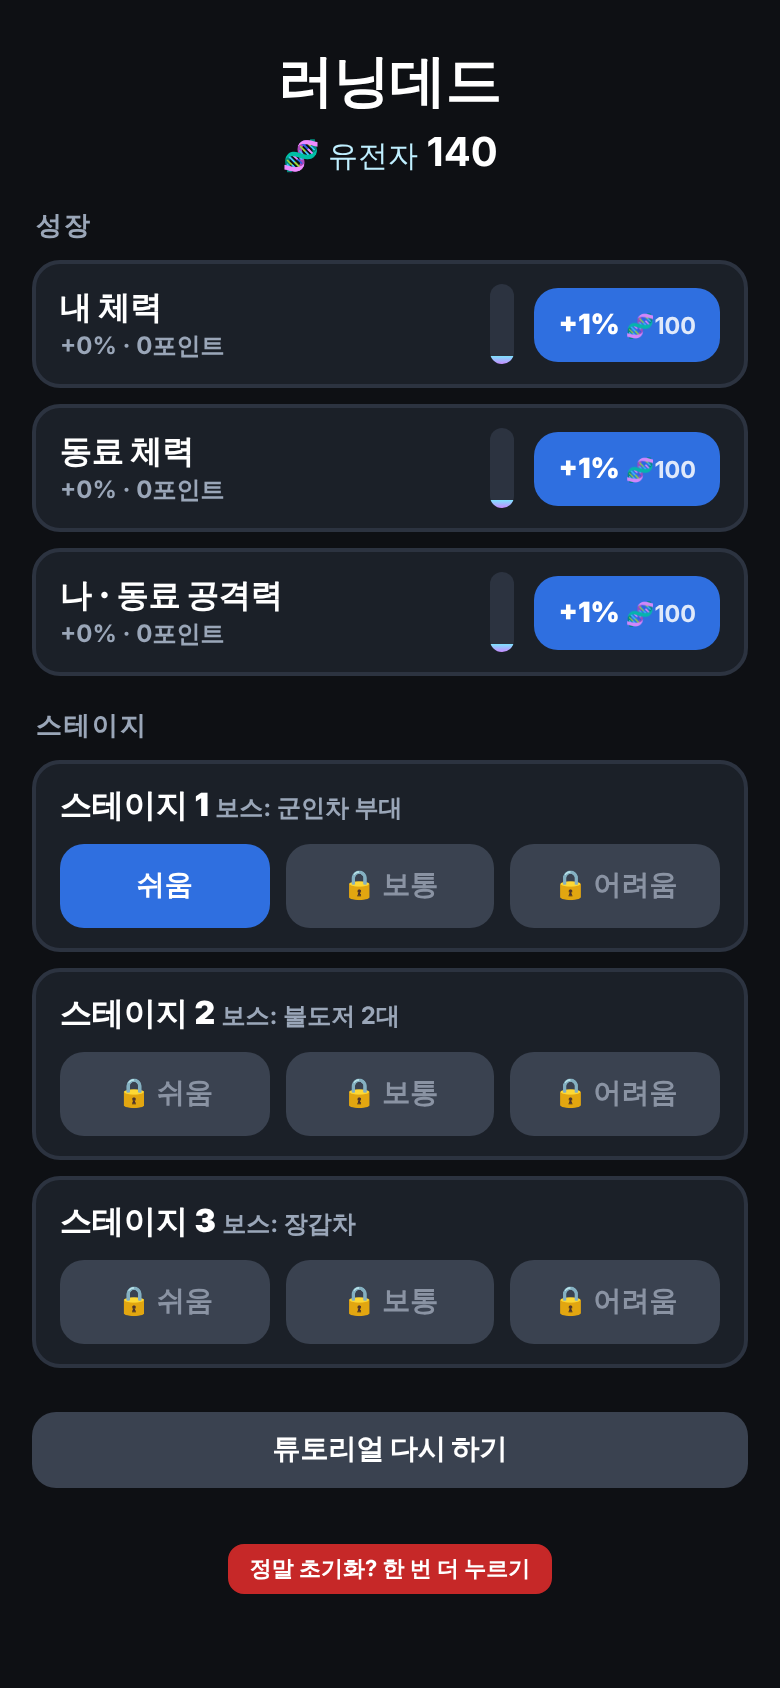 러닝데드
🧬 유전자 140
성장
내 체력
+0% · 0포인트
+1% 🧬100
동료 체력
+0% · 0포인트
+1% 🧬100
나 · 동료 공격력
+0% · 0포인트
+1% 🧬100
스테이지
스테이지 1 보스: 군인차 부대
쉬움
🔒 보통
🔒 어려움
스테이지 2 보스: 불도저 2대
🔒 쉬움
🔒 보통
🔒 어려움
스테이지 3 보스: 장갑차
🔒 쉬움
🔒 보통
🔒 어려움
튜토리얼 다시 하기
정말 초기화? 한 번 더 누르기